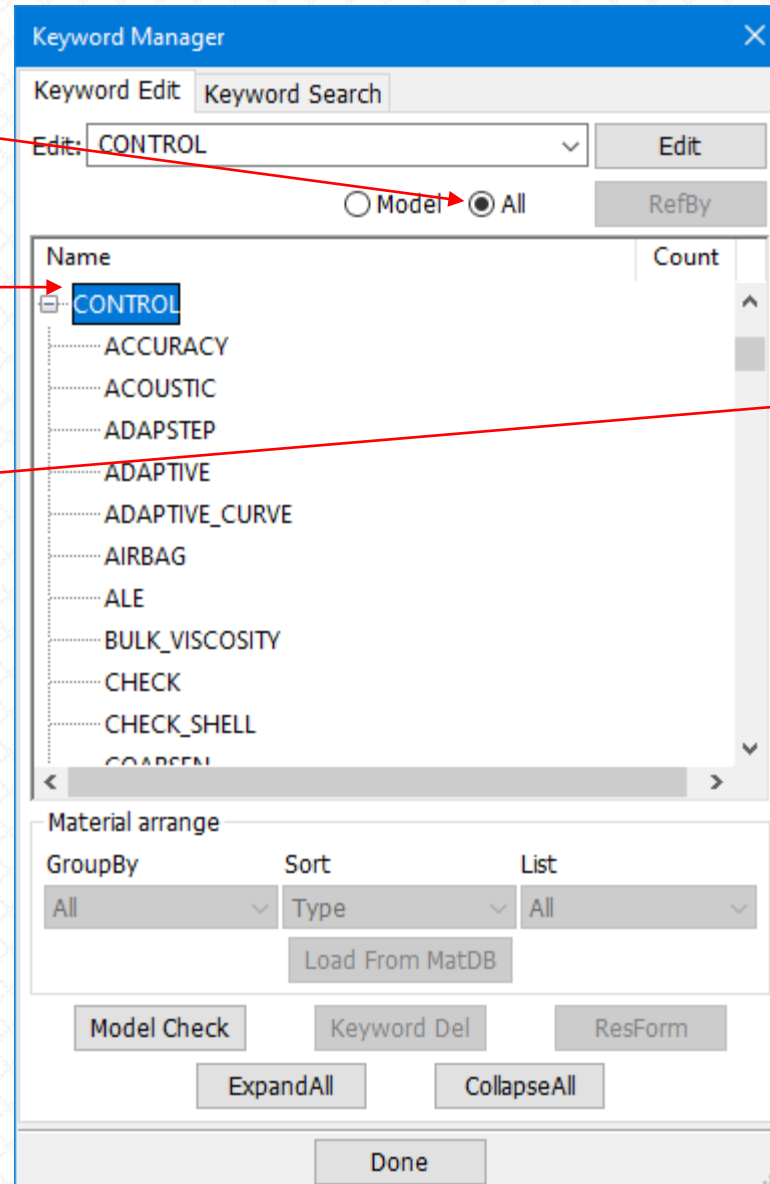 Keyword Manager
Keyword Edit Keyword Search
Edit: CONTROL Edit
Model All RefBy
Name Count
CONTROL
ACCURACY
ACOUSTIC
ADAPSTEP
ADAPTIVE
ADAPTIVE_CURVE
AIRBAG
ALE
BULK_VISCOSITY
CHECK
CHECK_SHELL
Material arrange
GroupBy Sort List
All Type All
Load From MatDB
Model Check Keyword Del ResForm
ExpandAll CollapseAll
Done